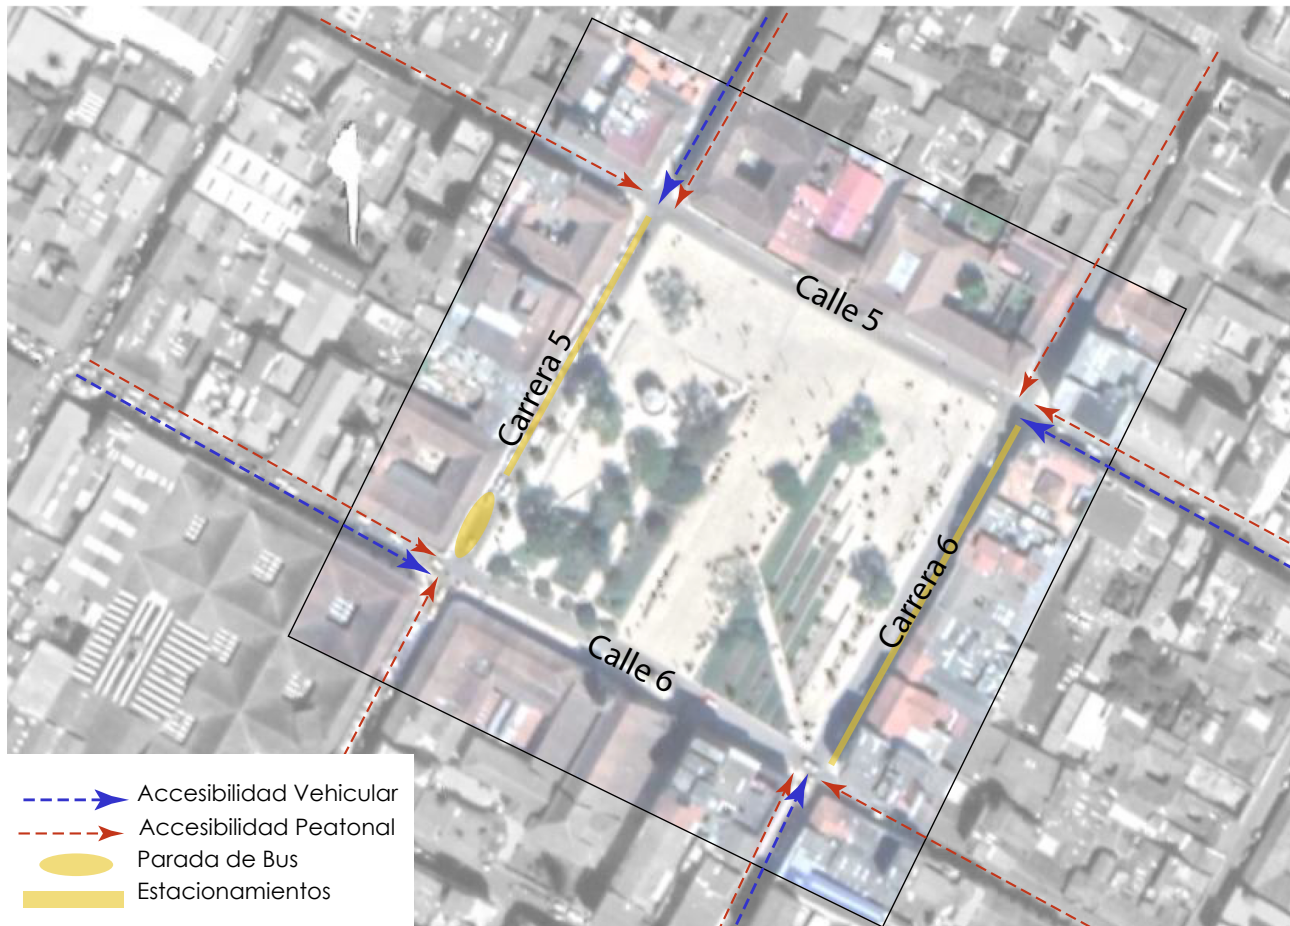 Calle 5
Carrera 5
Carrera 6
Calle 6
Accesibilidad Vehicular
Accesibilidad Peatonal
Parada de Bus
Estacionamientos